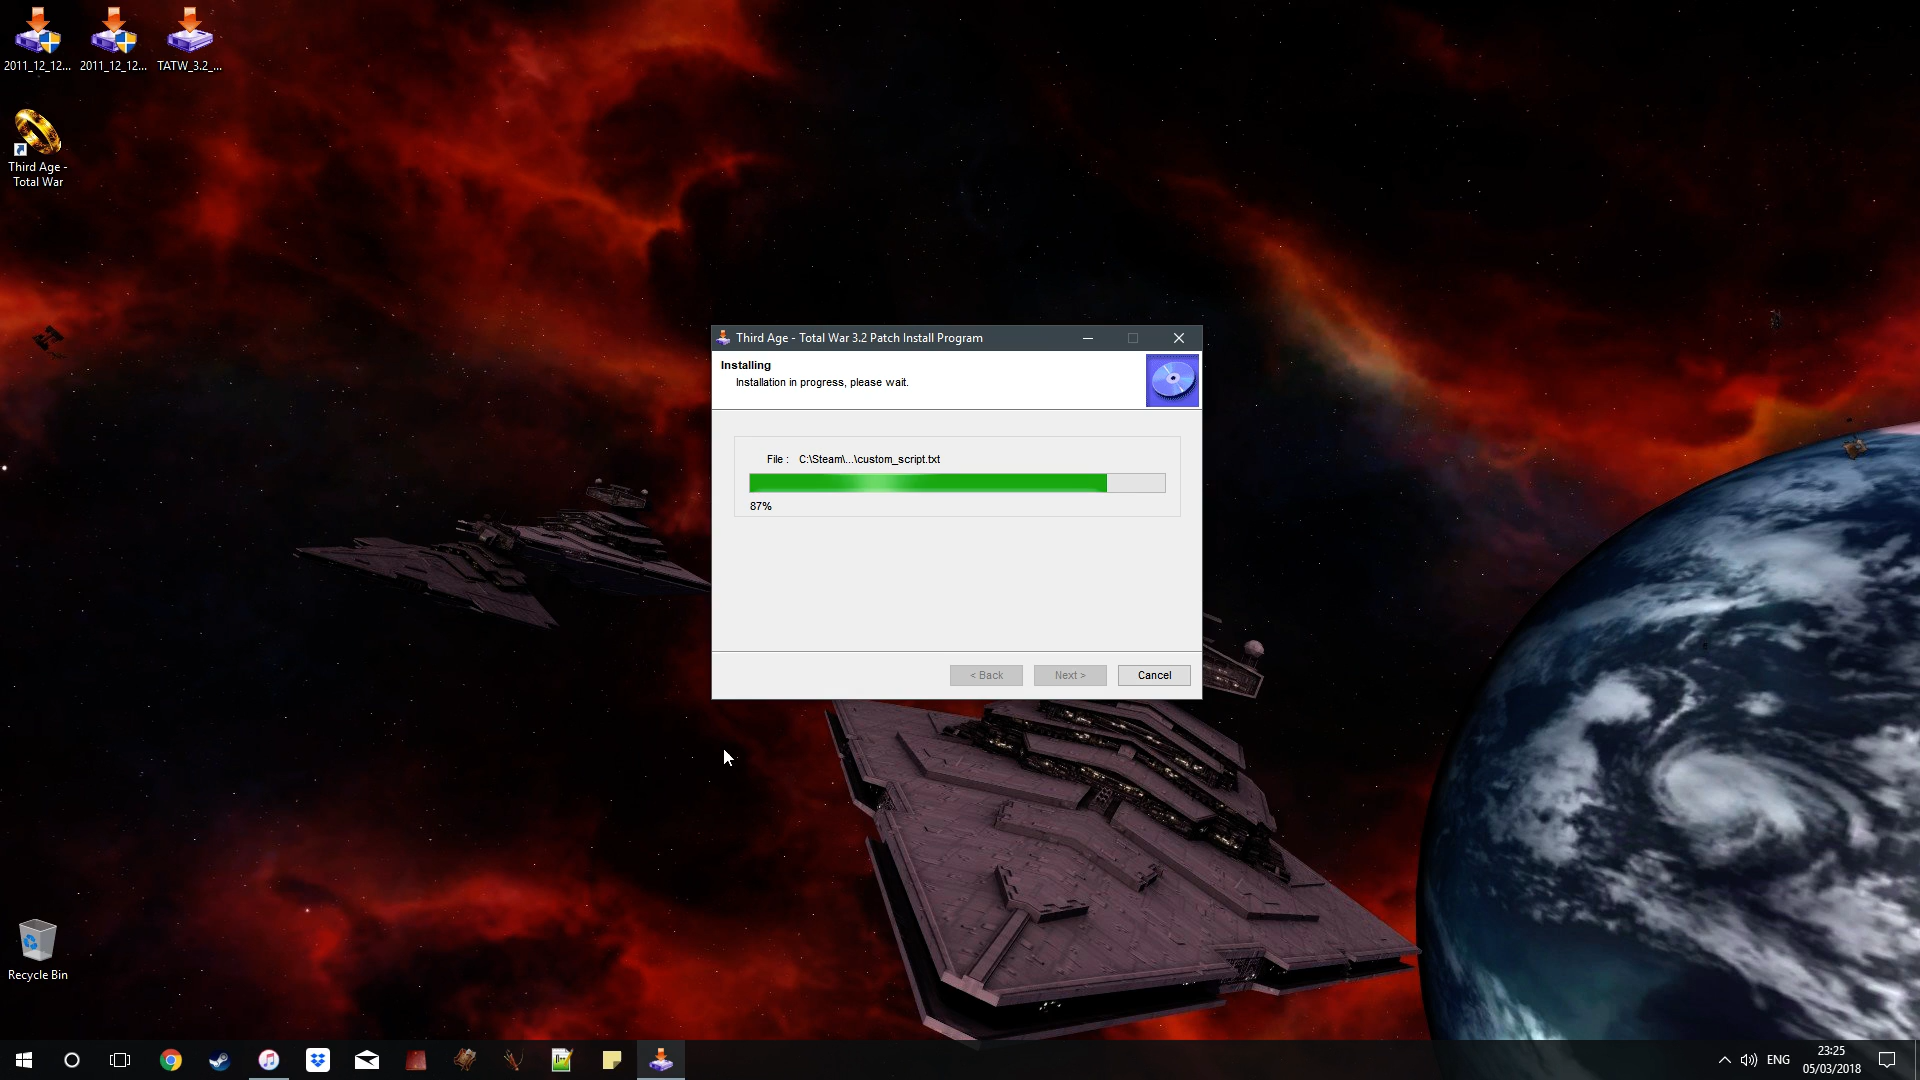 2011_12_12...
2011_12_12...
TATW_3.2_...
Third Age -
Total War
Third Age - Total War 3.2 Patch Install Program
Installing
Installation in progress, please wait.
File : C:\Steam\...\custom_script.txt
87%
< Back
Next >
Cancel
Recycle Bin
ENG
23:25
05/03/2018